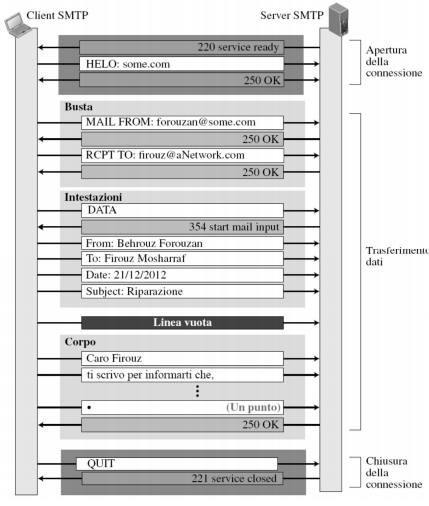 Client SMTP
Server SMTP
220 service ready
HELO: some.com
250 OK
Apertura
della
connessione
Busta
MAIL FROM: forouzan@some.com
250 OK
RCPT TO: firouz@aNetwork.com
250 OK
Intestazioni
DATA
354 start mail input
From: Behrouz Forouzan
To: Firouz Mosharraf
Date: 21/12/2012
Subject: Riparazione
Trasferimento
dati
Linea vuota
Corpo
Caro Firouz
ti scrivo per informarti che,
⋮
• (Un punto)
250 OK
QUIT
221 service closed
Chiusura
della
connessione